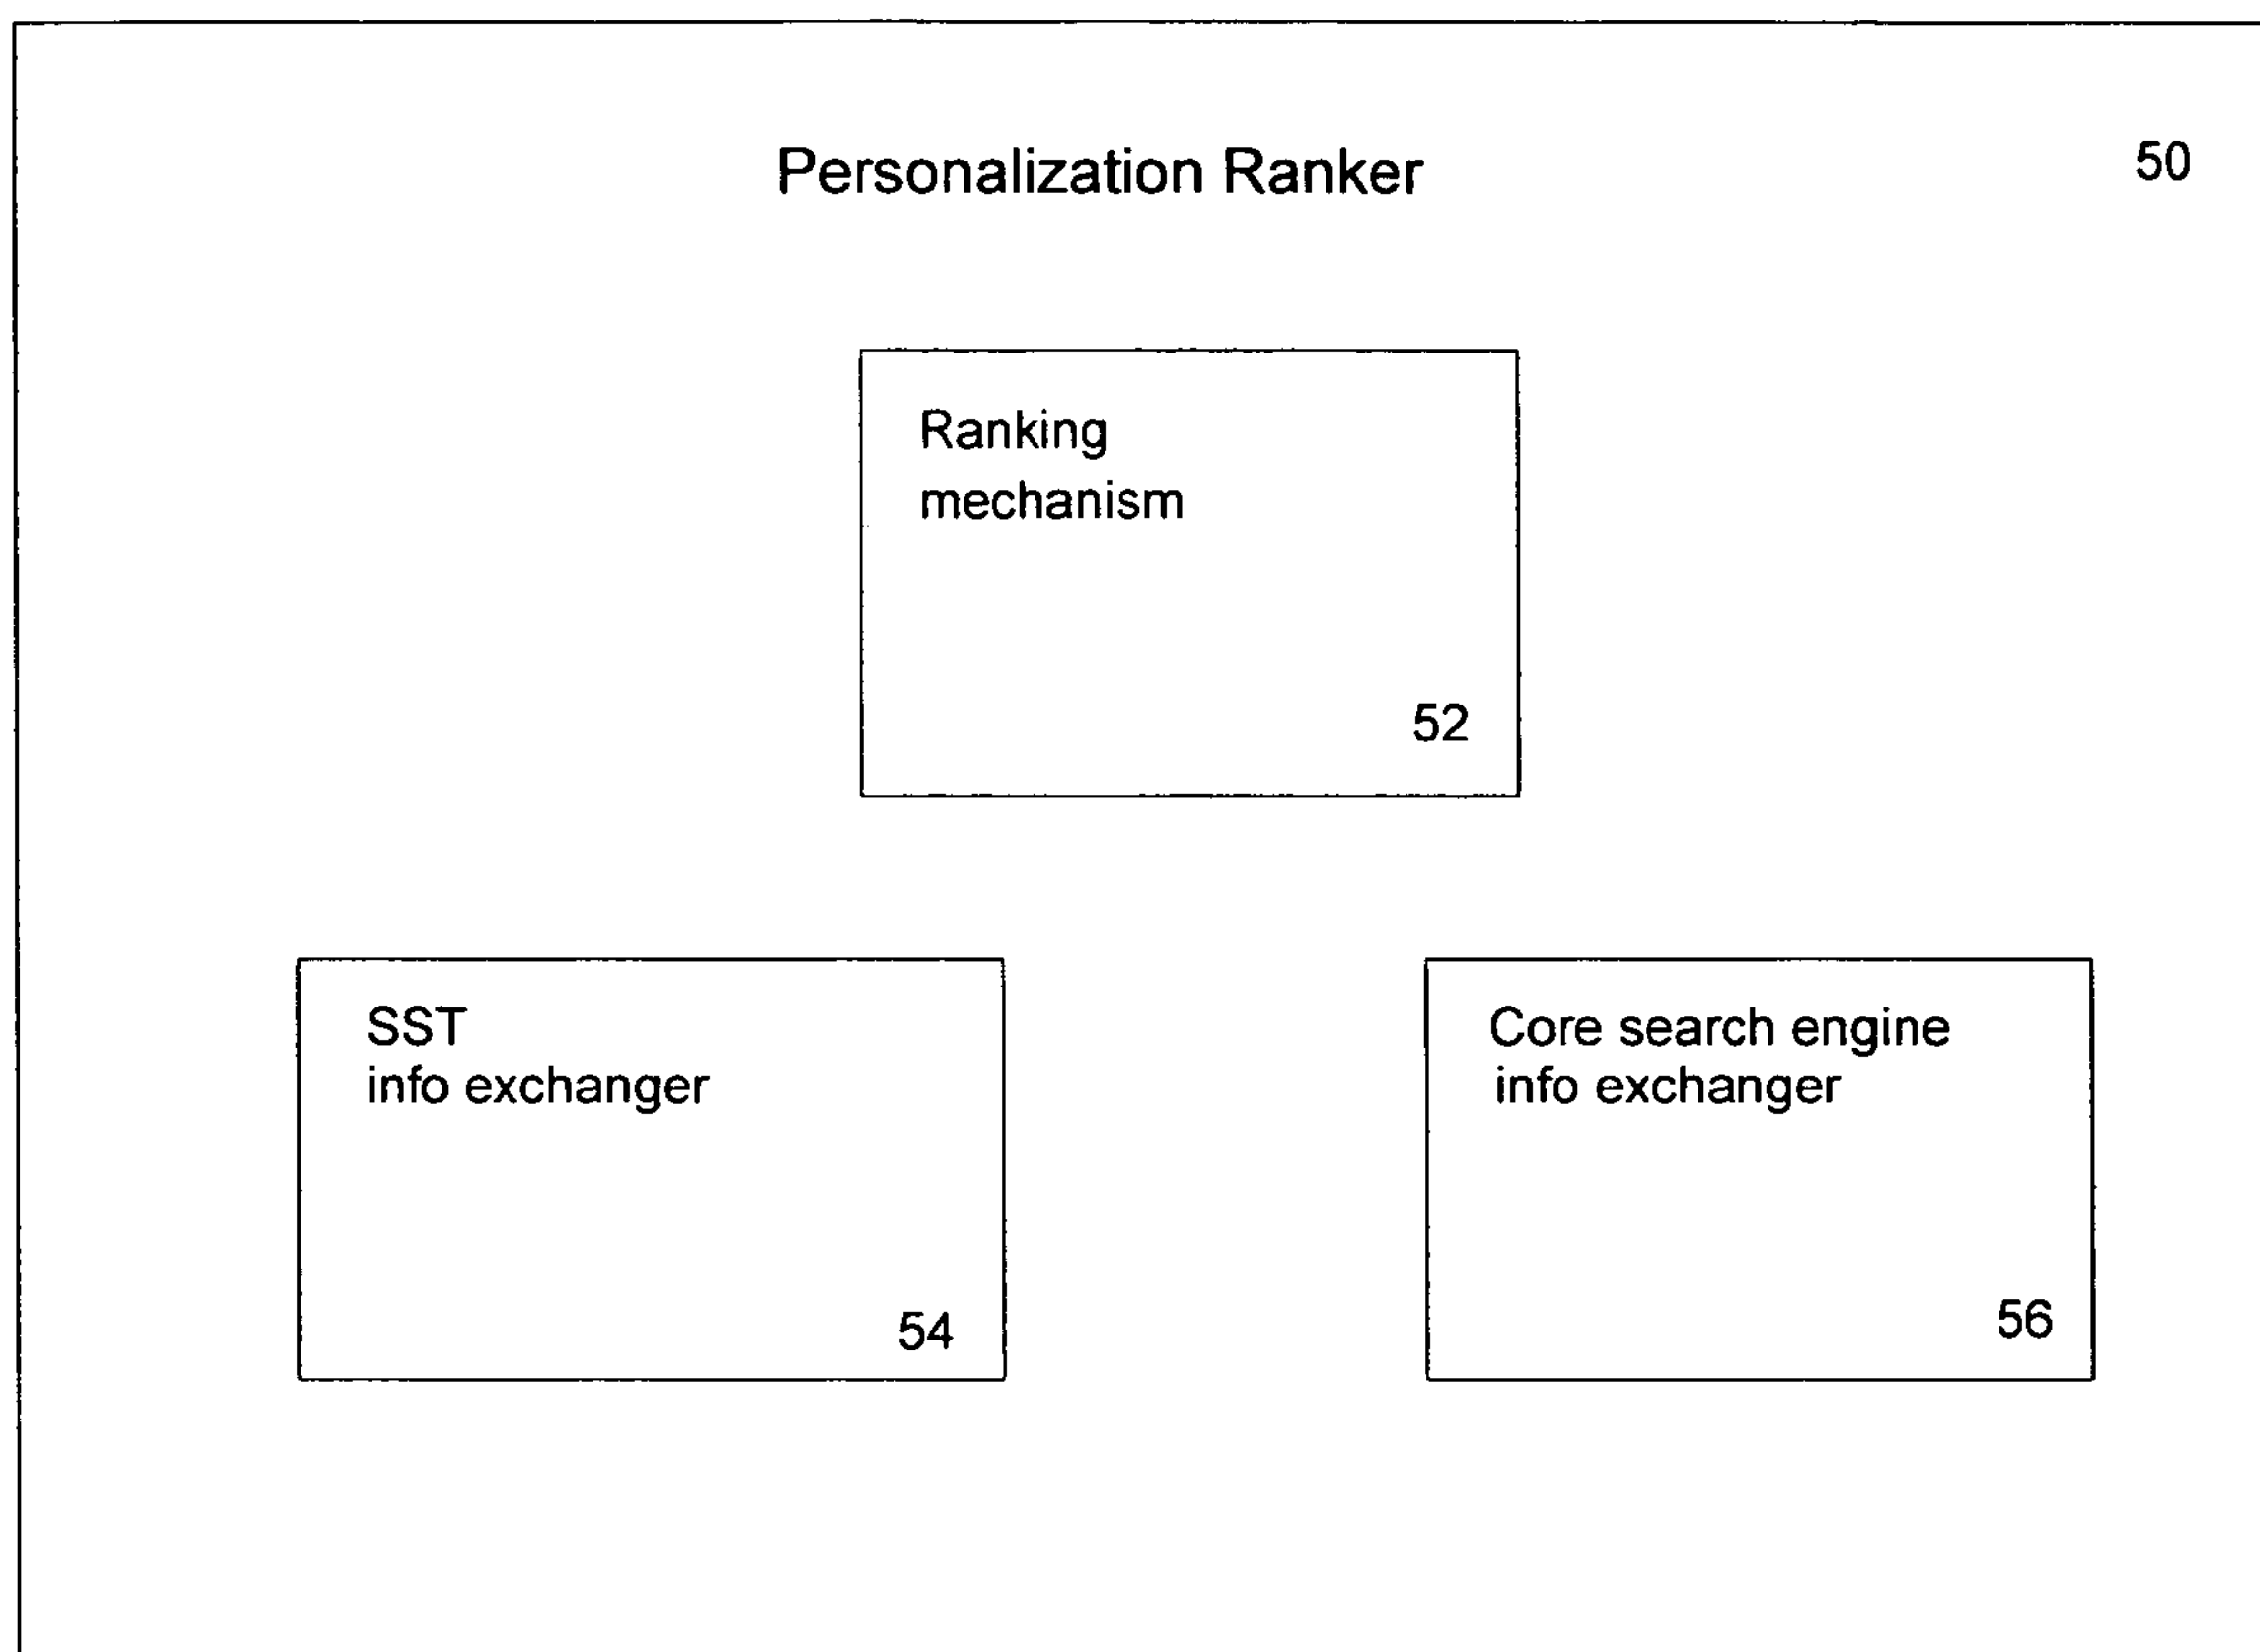 Personalization Ranker
50
Ranking
mechanism
52
SST
info exchanger
54
Core search engine
info exchanger
56